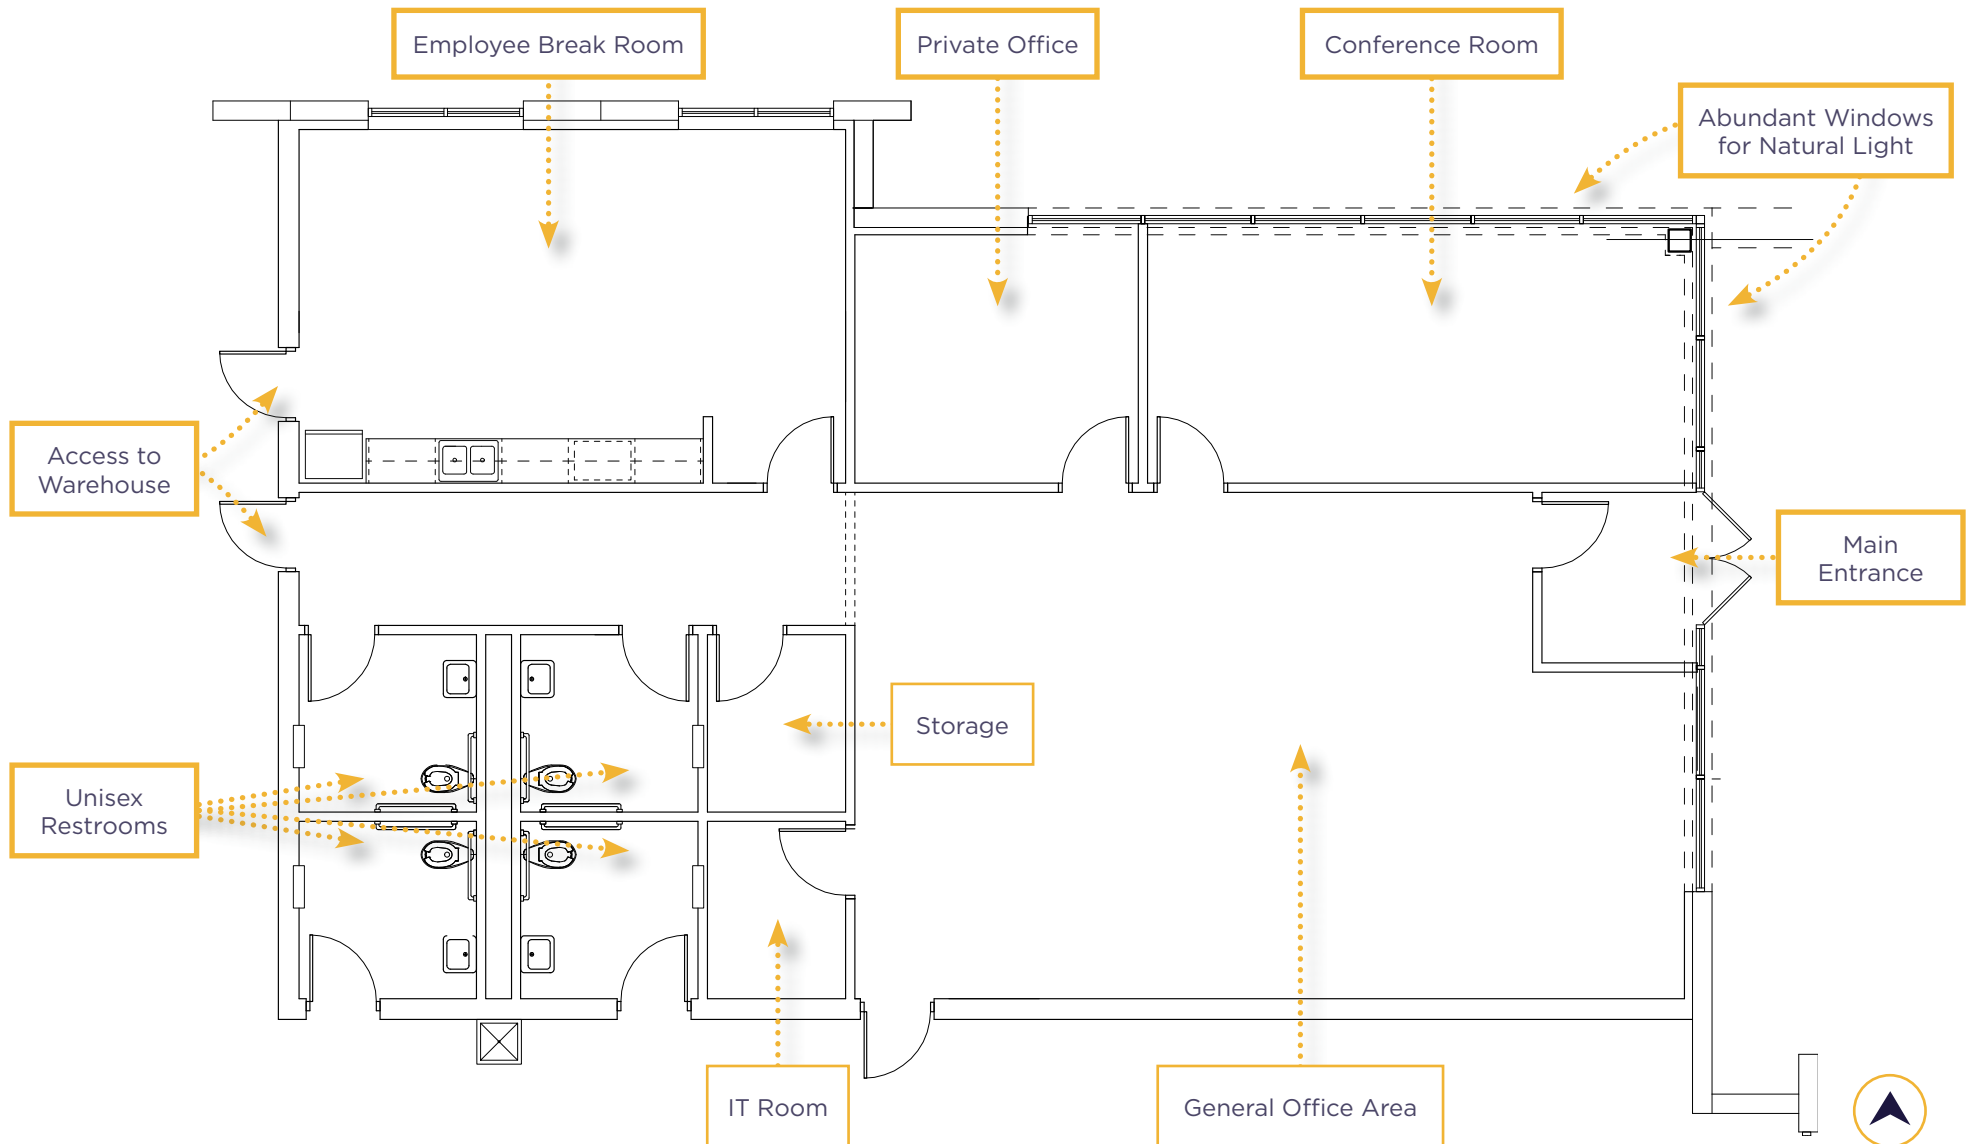 Employee Break Room
Private Office
Conference Room
Abundant Windows
for Natural Light
Access to
Warehouse
Main
Entrance
Storage
Unisex
Restrooms
IT Room
General Office Area